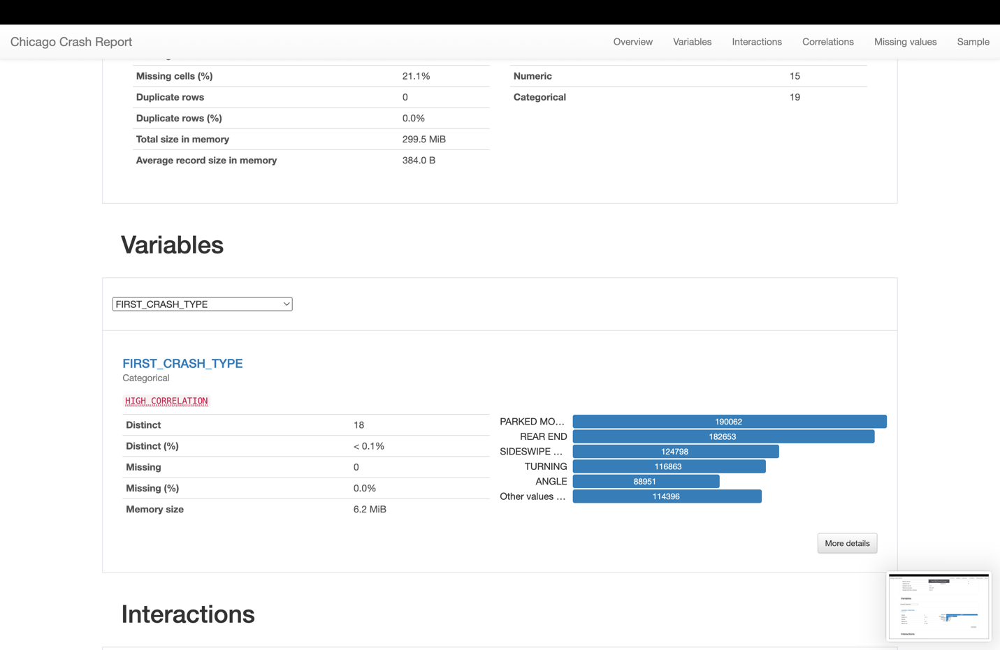 Chicago Crash Report
Overview Variables Interactions Correlations Missing values Sample
Missing cells (%) 21.1%
Duplicate rows 0
Duplicate rows (%) 0.0%
Total size in memory 299.5 MiB
Average record size in memory 384.0 B
Numeric 15
Categorical 19
Variables
FIRST_CRASH_TYPE
FIRST_CRASH_TYPE
Categorical
HIGH CORRELATION
Distinct 18
Distinct (%) < 0.1%
Missing 0
Missing (%) 0.0%
Memory size 6.2 MiB
PARKED MO… 190062
REAR END 182653
SIDESWIPE … 124798
TURNING 116863
ANGLE 88951
Other values … 114396
More details
Interactions
Variables
Interactions